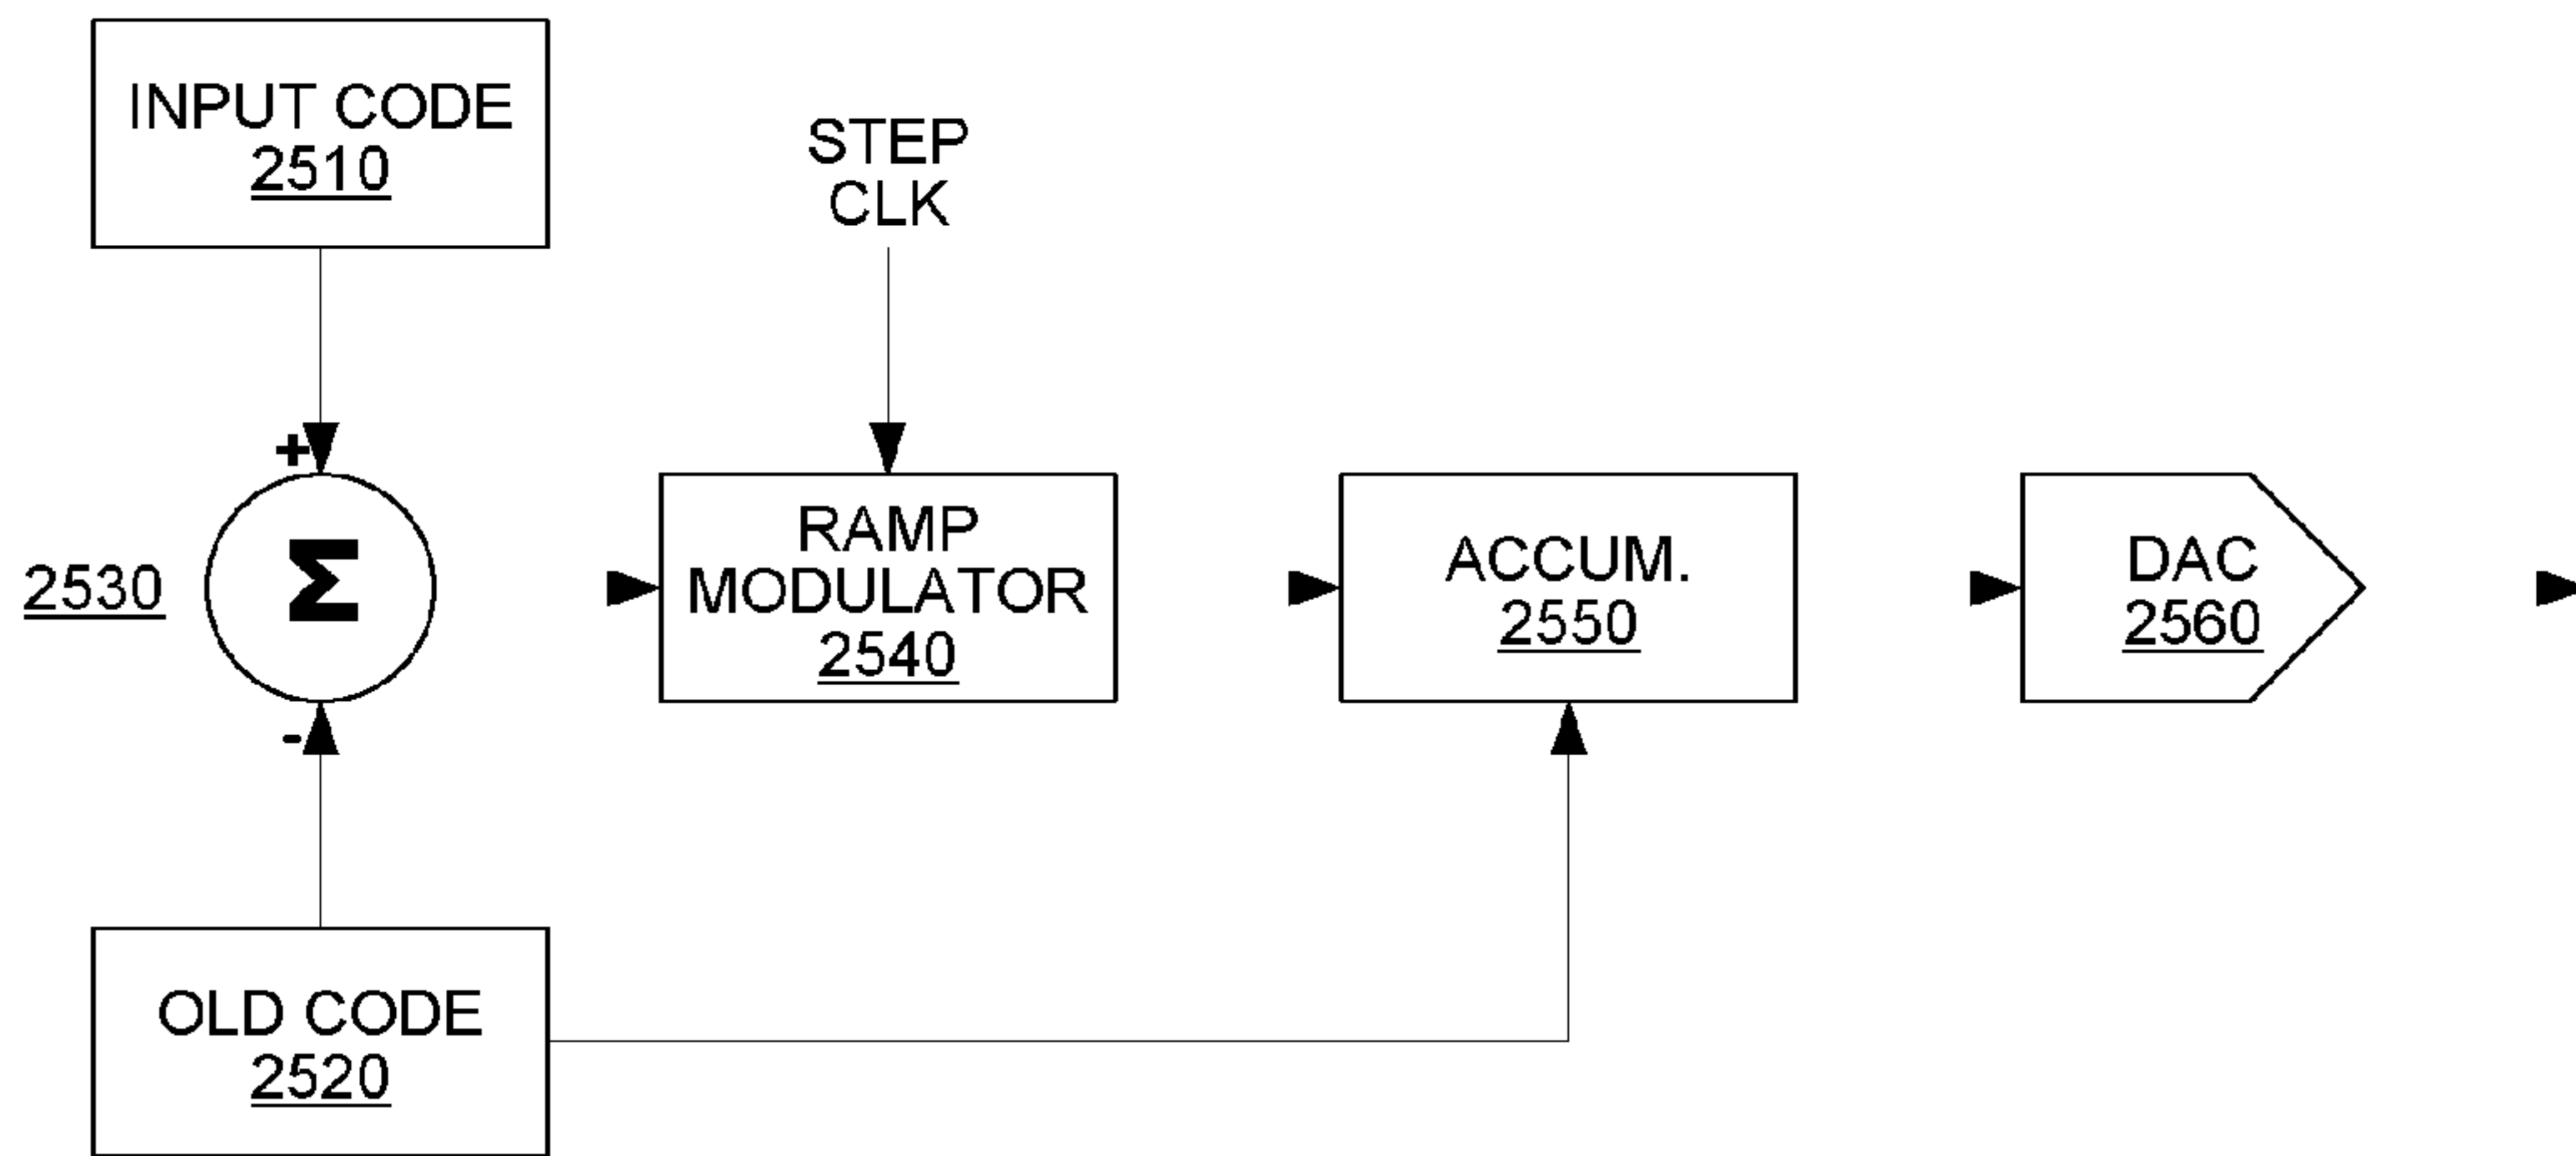 INPUT CODE
2510
STEP
CLK
+
2530
Σ
RAMP
MODULATOR
2540
ACCUM.
2550
DAC
2560
-
OLD CODE
2520